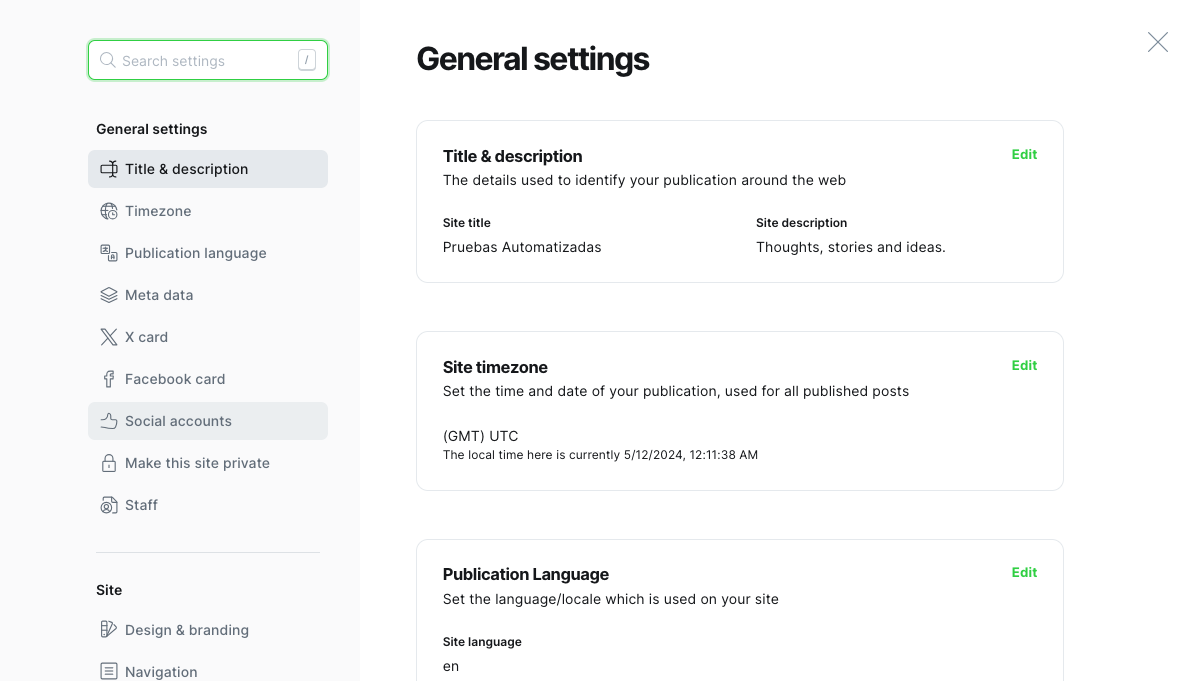 Search settings
/
General settings
Title & description
Timezone
Publication language
Meta data
X card
Facebook card
Social accounts
Make this site private
Staff
Site
Design & branding
Navigation
General settings
Title & description
Edit
The details used to identify your publication around the web
Site title
Site description
Pruebas Automatizadas
Thoughts, stories and ideas.
Site timezone
Edit
Set the time and date of your publication, used for all published posts
(GMT) UTC
The local time here is currently 5/12/2024, 12:11:38 AM
Publication Language
Edit
Set the language/locale which is used on your site
Site language
en